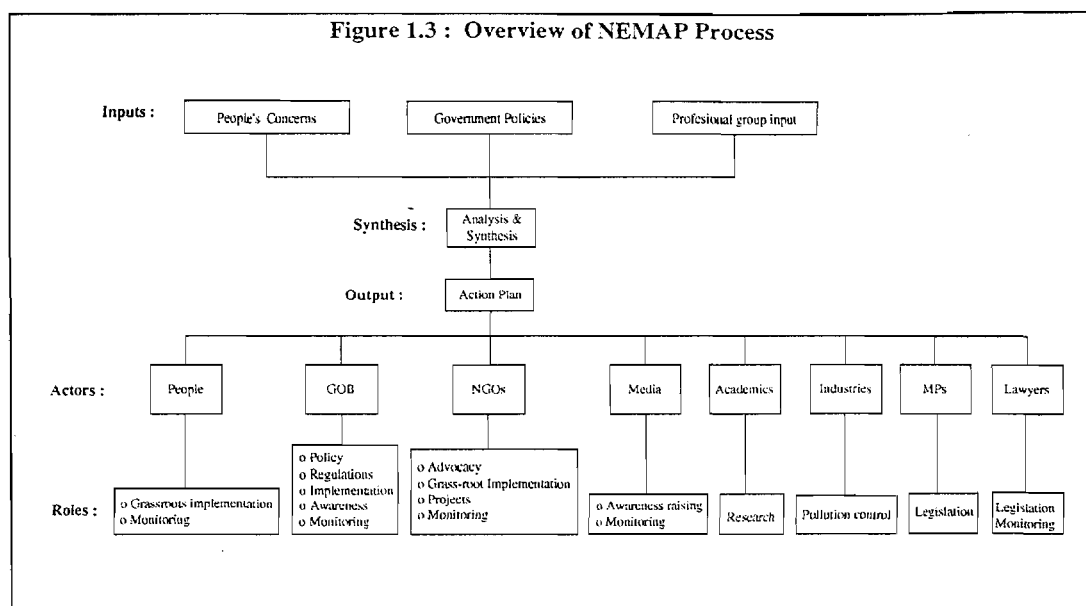 Figure 1.3 : Overview of NEMAP Process
Inputs :
People's Concerns
Government Policies
Profesional group input
Synthesis :
Analysis &
Synthesis
Output :
Action Plan
Actors :
People
GOB
NGOs
Media
Academics
Industries
MPs
Lawyers
Roles :
o Grassroots implementation
o Monitoring
o Policy
o Regulations
o Implementation
o Awareness
o Monitoring
o Advocacy
o Grass-root Implementation
o Projects
o Monitoring
o Awareness raising
o Monitoring
Research
Pollution control
Legislation
Legislation
Monitoring